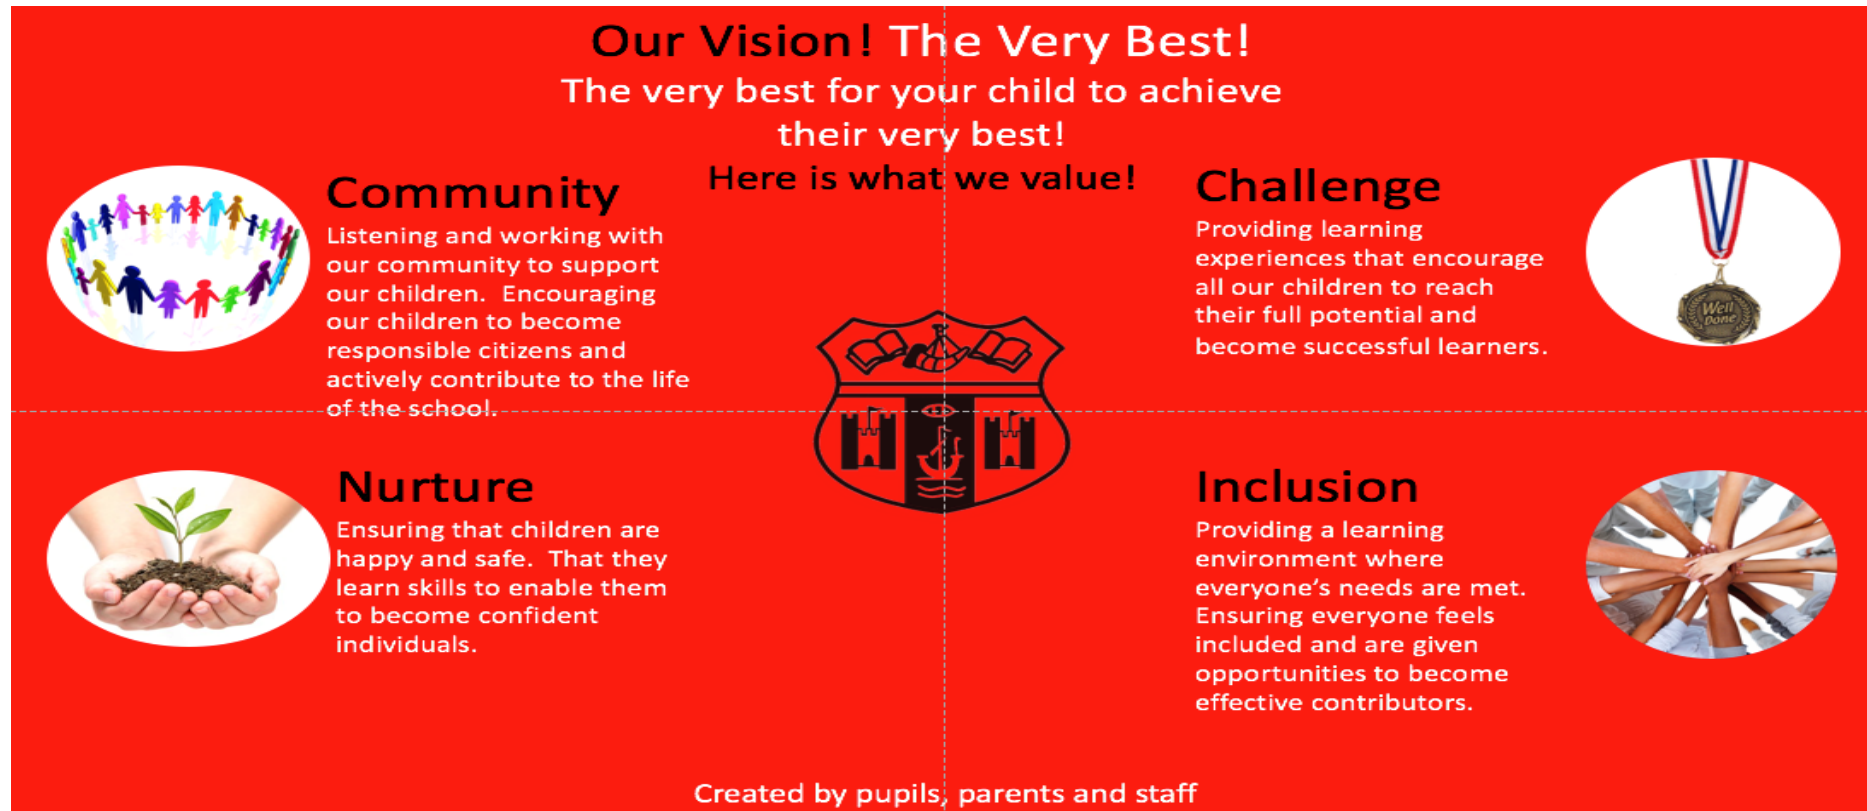 Our Vision! The Very Best!
The very best for your child to achieve
their very best!
Here is what we value!
Community
Listening and working with
our community to support
our children.  Encouraging
our children to become
responsible citizens and
actively contribute to the life
of the school.
Challenge
Providing learning
experiences that encourage
all our children to reach
their full potential and
become successful learners.
Well
Done
Nurture
Ensuring that children are
happy and safe.  That they
learn skills to enable them
to become confident
individuals.
Inclusion
Providing a learning
environment where
everyone’s needs are met.
Ensuring everyone feels
included and are given
opportunities to become
effective contributors.
Created by pupils, parents and staff